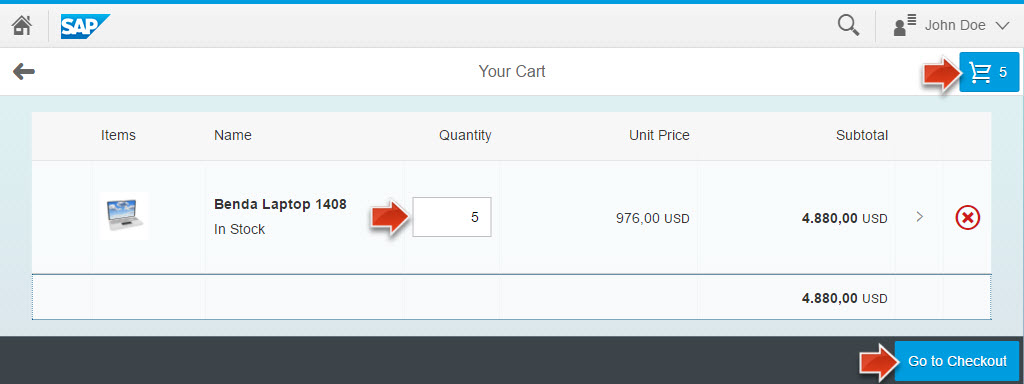 SAP
John Doe
Your Cart
5
Items Name Quantity Unit Price Subtotal
Benda Laptop 1408
In Stock
5
976,00 USD
4.880,00 USD
4.880,00 USD
Go to Checkout